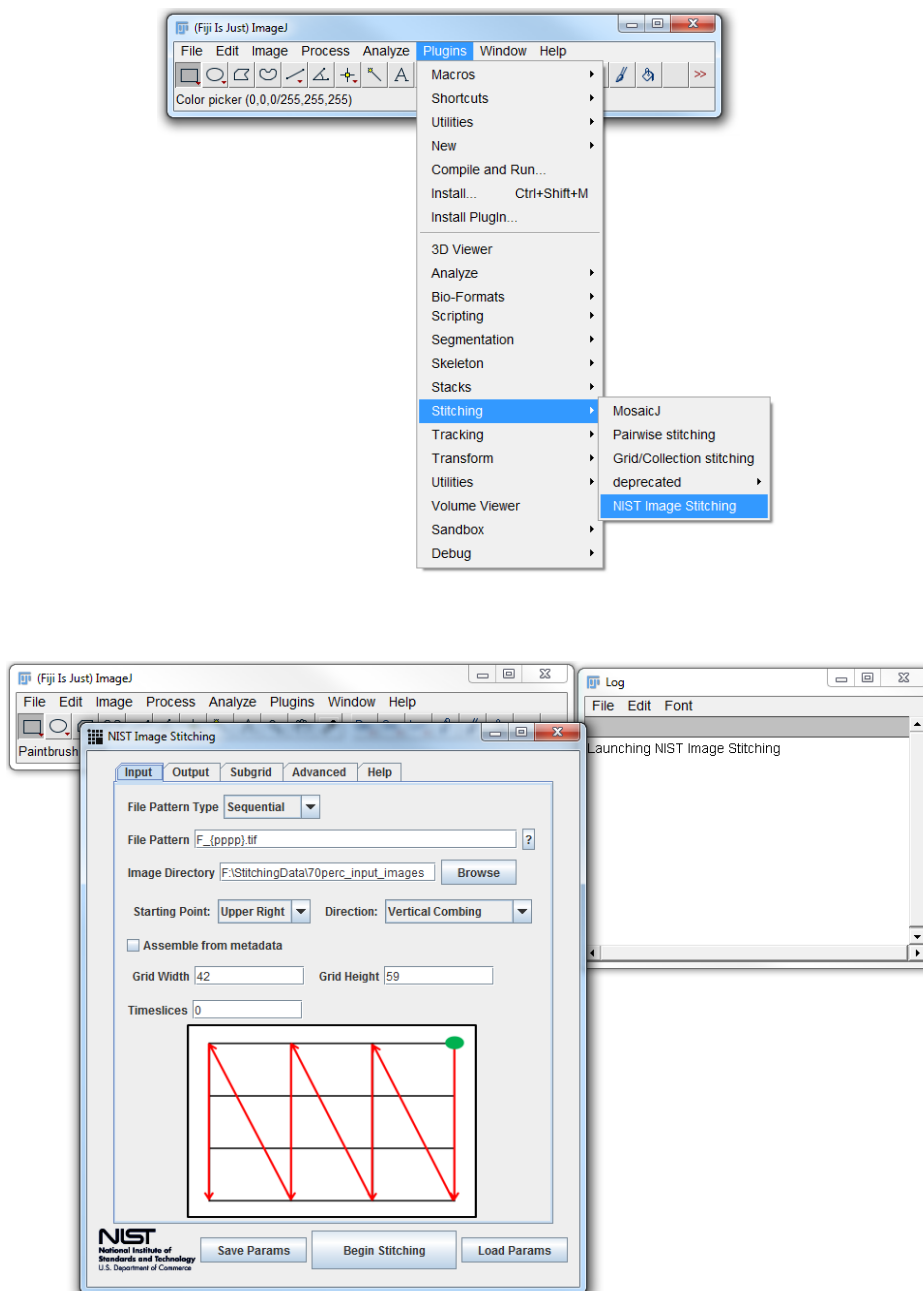 (Fiji Is Just) ImageJ
File Edit Image Process Analyze Plugins Window Help
A
>>
Color picker (0,0,0/255,255,255)
Macros
Shortcuts
Utilities
New
Compile and Run...
Install... Ctrl+Shift+M
Install PlugIn...
3D Viewer
Analyze
Bio-Formats
Scripting
Segmentation
Skeleton
Stacks
Stitching
Tracking
Transform
Utilities
Volume Viewer
Sandbox
Debug
MosaicJ
Pairwise stitching
Grid/Collection stitching
deprecated
NIST Image Stitching
(Fiji Is Just) ImageJ
File Edit Image Process Analyze Plugins Window Help
Paintbrush
Log
File Edit Font
Launching NIST Image Stitching
NIST Image Stitching
Input Output Subgrid Advanced Help
File Pattern Type Sequential
File Pattern F_{pppp}.tif ?
Image Directory F:\StitchingData\70perc_input_images Browse
Starting Point: Upper Right Direction: Vertical Combing
Assemble from metadata
Grid Width 42 Grid Height 59
Timeslices 0
NIST
National Institute of
Standards and Technology
U.S. Department of Commerce
Save Params Begin Stitching Load Params